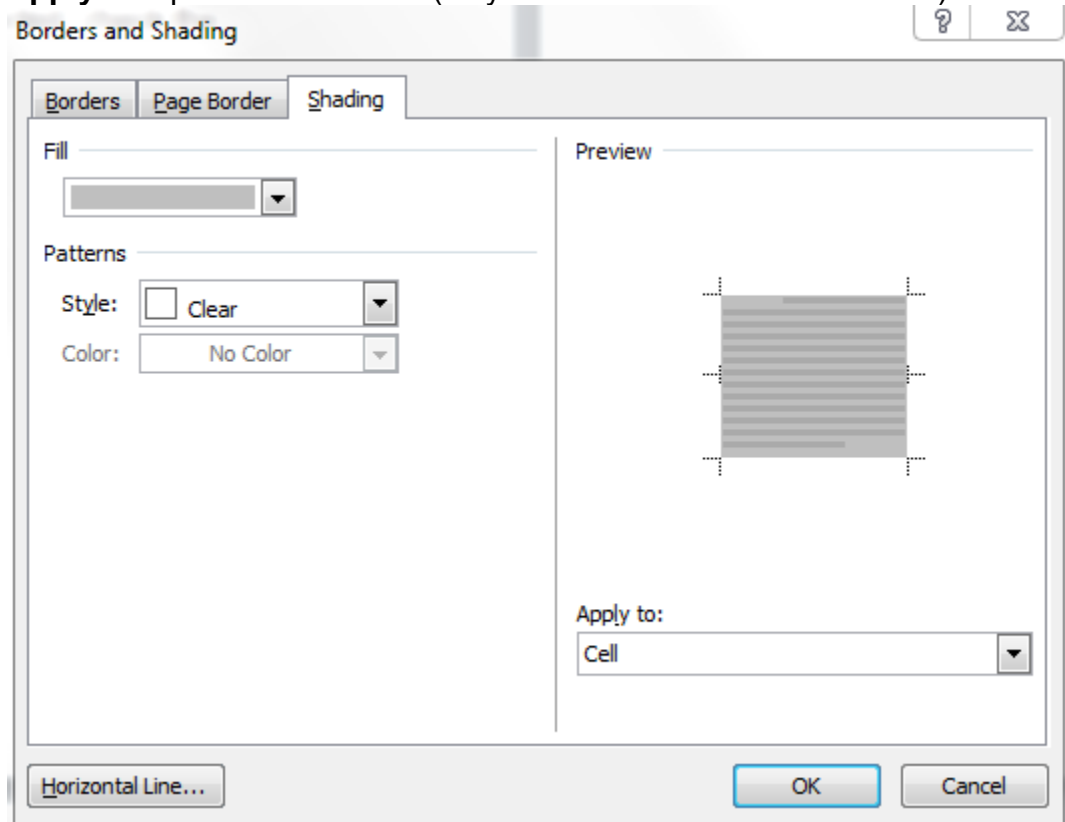 Borders and Shading
Borders Page Border Shading
Fill
Preview
Patterns
Style: Clear
Color: No Color
Apply to:
Cell
Horizontal Line... OK Cancel